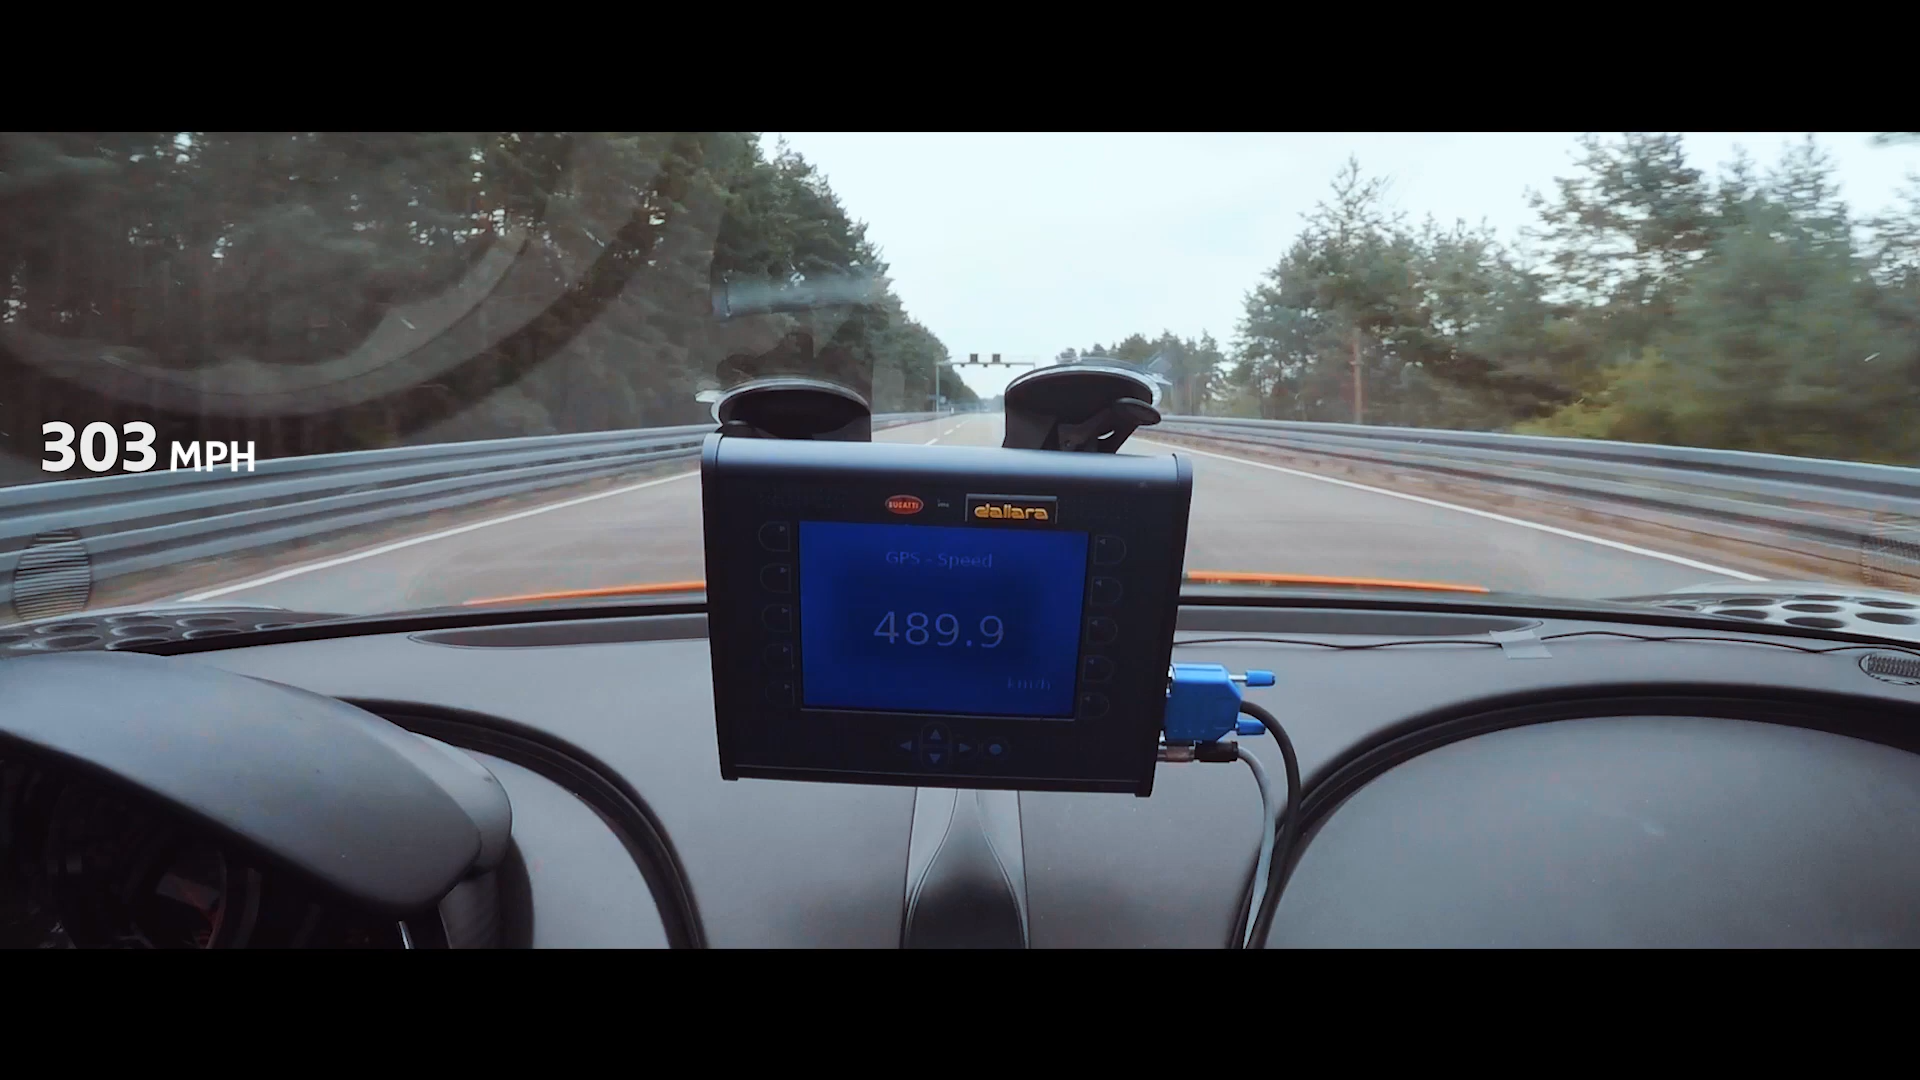 303 MPH
BUGATTI
dallara
GPS - Speed
489.9
km/h